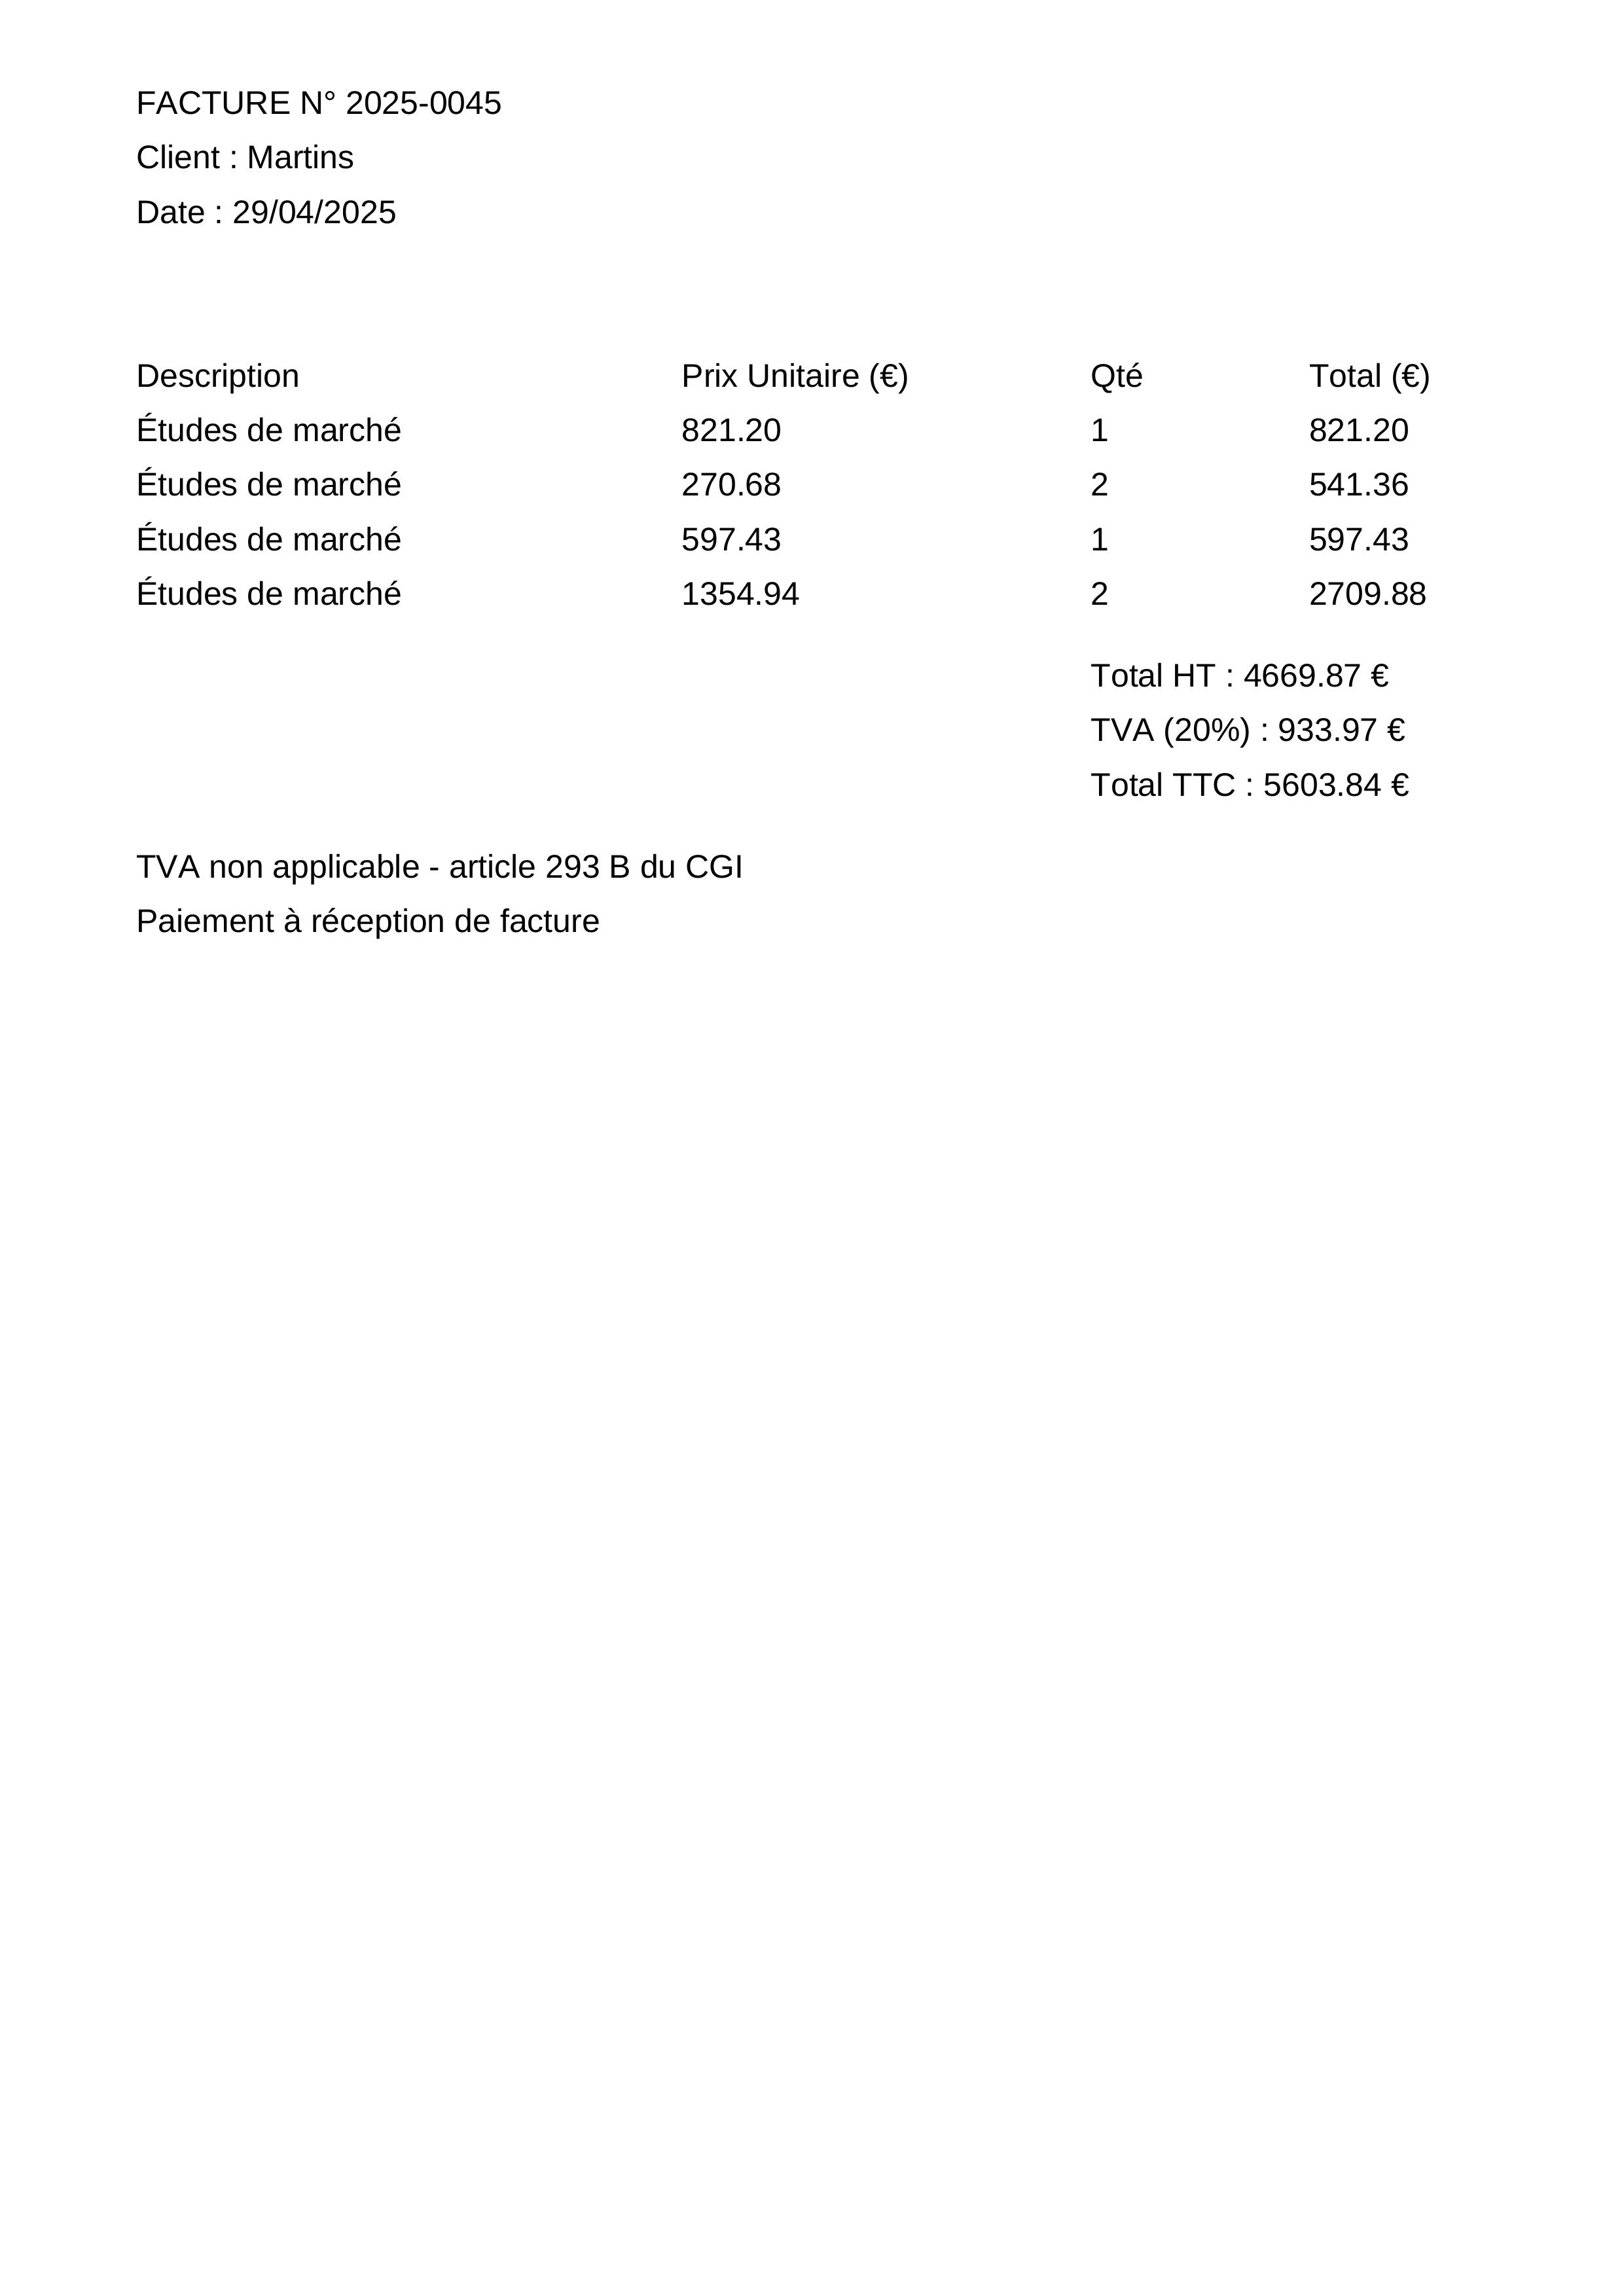 FACTURE N° 2025-0045
Client : Martins
Date : 29/04/2025
Description Prix Unitaire (€) Qté Total (€)
Études de marché 821.20 1 821.20
Études de marché 270.68 2 541.36
Études de marché 597.43 1 597.43
Études de marché 1354.94 2 2709.88
Total HT : 4669.87 €
TVA (20%) : 933.97 €
Total TTC : 5603.84 €
TVA non applicable - article 293 B du CGI
Paiement à réception de facture